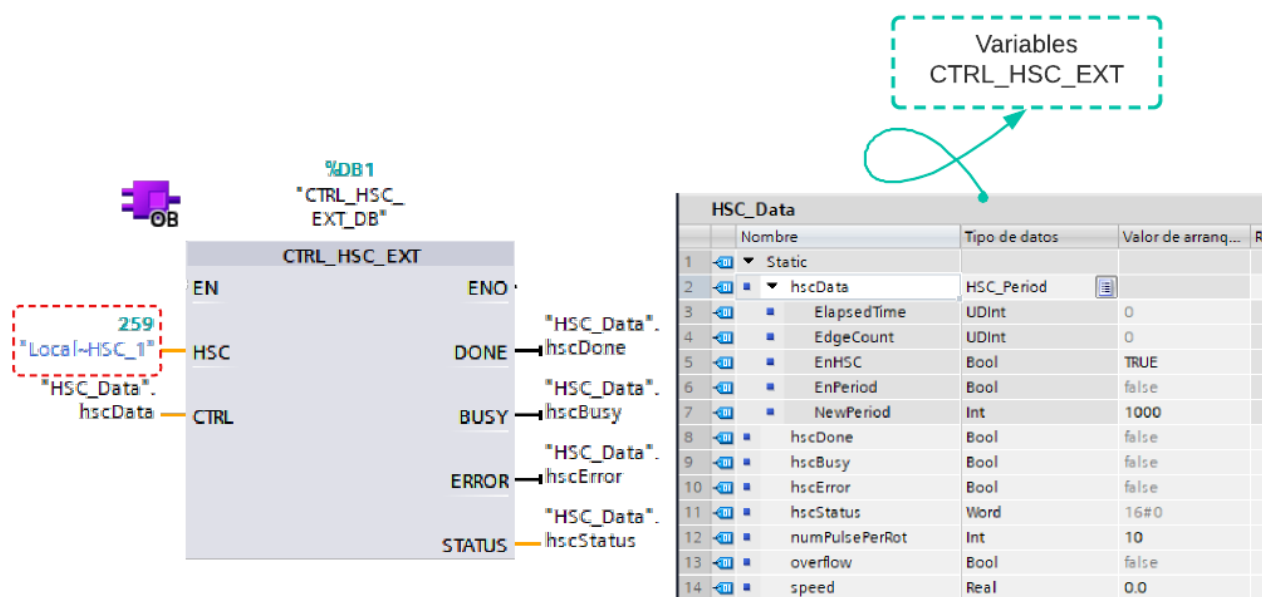 Variables
CTRL_HSC_EXT
%DB1
"CTRL_HSC_
EXT_DB"
OB
CTRL_HSC_EXT
EN ENO
259
"Local~HSC_1" HSC
"HSC_Data".
hscData CTRL
DONE "HSC_Data".
hscDone
BUSY "HSC_Data".
hscBusy
ERROR "HSC_Data".
hscError
STATUS "HSC_Data".
hscStatus
HSC_Data
Nombre Tipo de datos Valor de arranq... R
1 Static
2 hscData HSC_Period
3 ElapsedTime UDInt 0
4 EdgeCount UDInt 0
5 EnHSC Bool TRUE
6 EnPeriod Bool false
7 NewPeriod Int 1000
8 hscDone Bool false
9 hscBusy Bool false
10 hscError Bool false
11 hscStatus Word 16#0
12 numPulsePerRot Int 10
13 overflow Bool false
14 speed Real 0.0